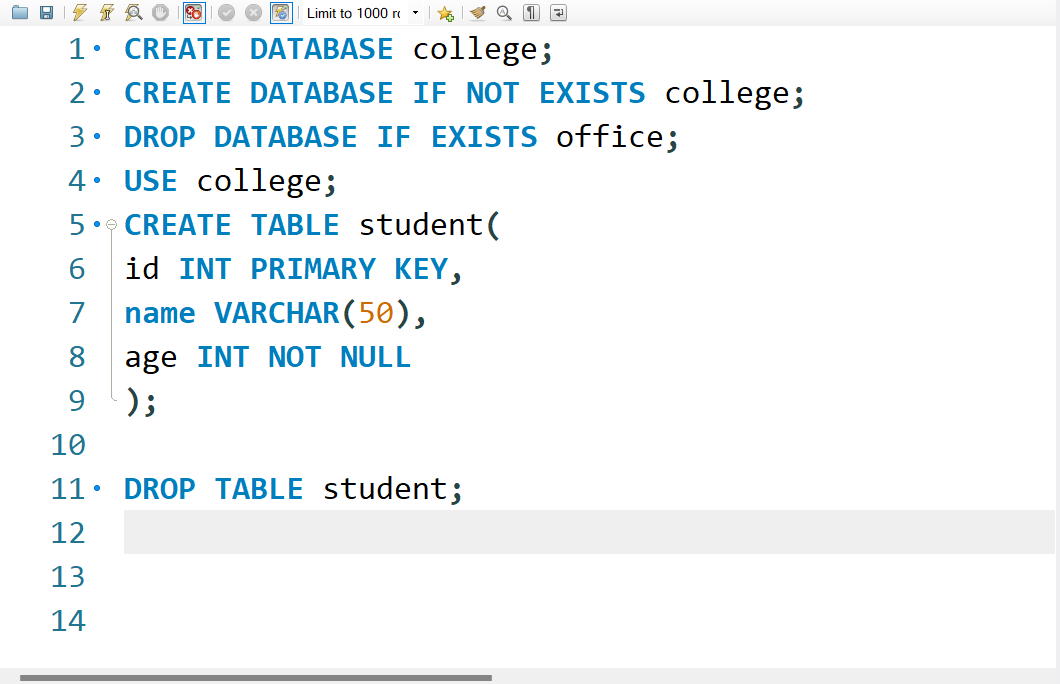 Limit to 1000 rc
1 CREATE DATABASE college;
2 CREATE DATABASE IF NOT EXISTS college;
3 DROP DATABASE IF EXISTS office;
4 USE college;
5 CREATE TABLE student(
6 id INT PRIMARY KEY,
7 name VARCHAR(50),
8 age INT NOT NULL
9 );
10
11 DROP TABLE student;
12
13
14